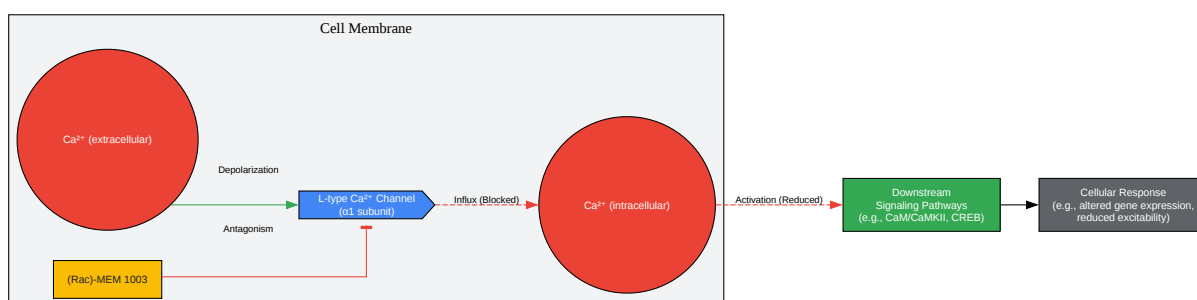 Cell Membrane
Ca²⁺ (extracellular)
Depolarization
Antagonism
(Rac)-MEM 1003
L-type Ca²⁺ Channel
(α1 subunit)
Influx (Blocked)
Ca²⁺ (intracellular)
Activation (Reduced)
Downstream
Signaling Pathways
(e.g., CaM/CaMKII, CREB)
Cellular Response
(e.g., altered gene expression,
reduced excitability)